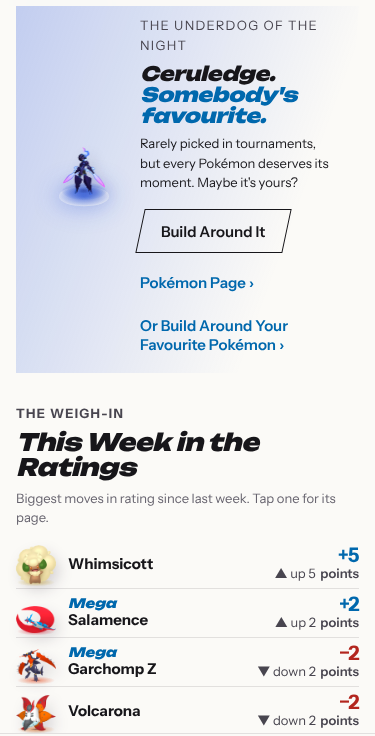 THE UNDERDOG OF THE
NIGHT
Ceruledge.
Somebody's
favourite.
Rarely picked in tournaments,
but every Pokémon deserves its
moment. Maybe it's yours?
Build Around It
Pokémon Page ›
Or Build Around Your
Favourite Pokémon ›
THE WEIGH-IN
This Week in the
Ratings
Biggest moves in rating since last week. Tap one for its
page.
Whimsicott
+5
▲ up 5 points
Mega
Salamence
+2
▲ up 2 points
Mega
Garchomp Z
−2
▼ down 2 points
Volcarona
−2
▼ down 2 points